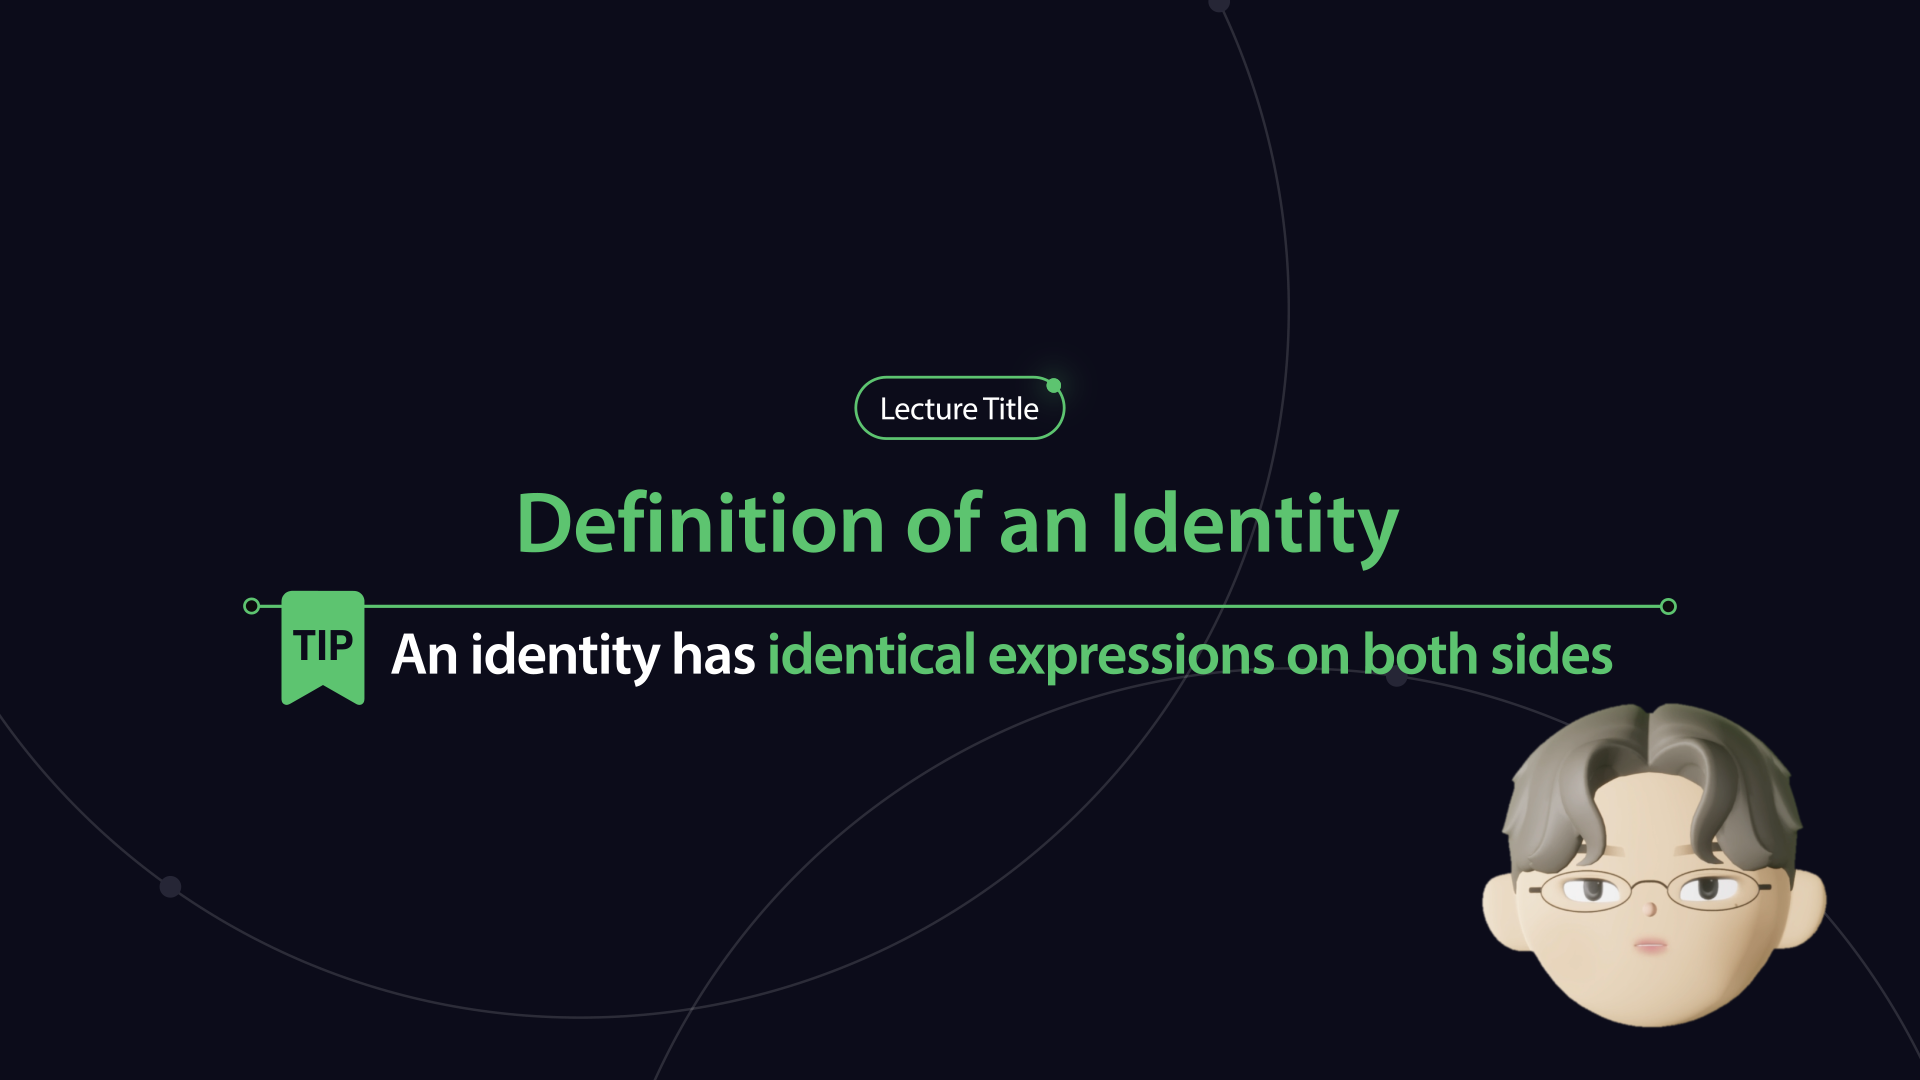 Lecture Title
Definition of an Identity
TIP
An identity has identical expressions on both sides